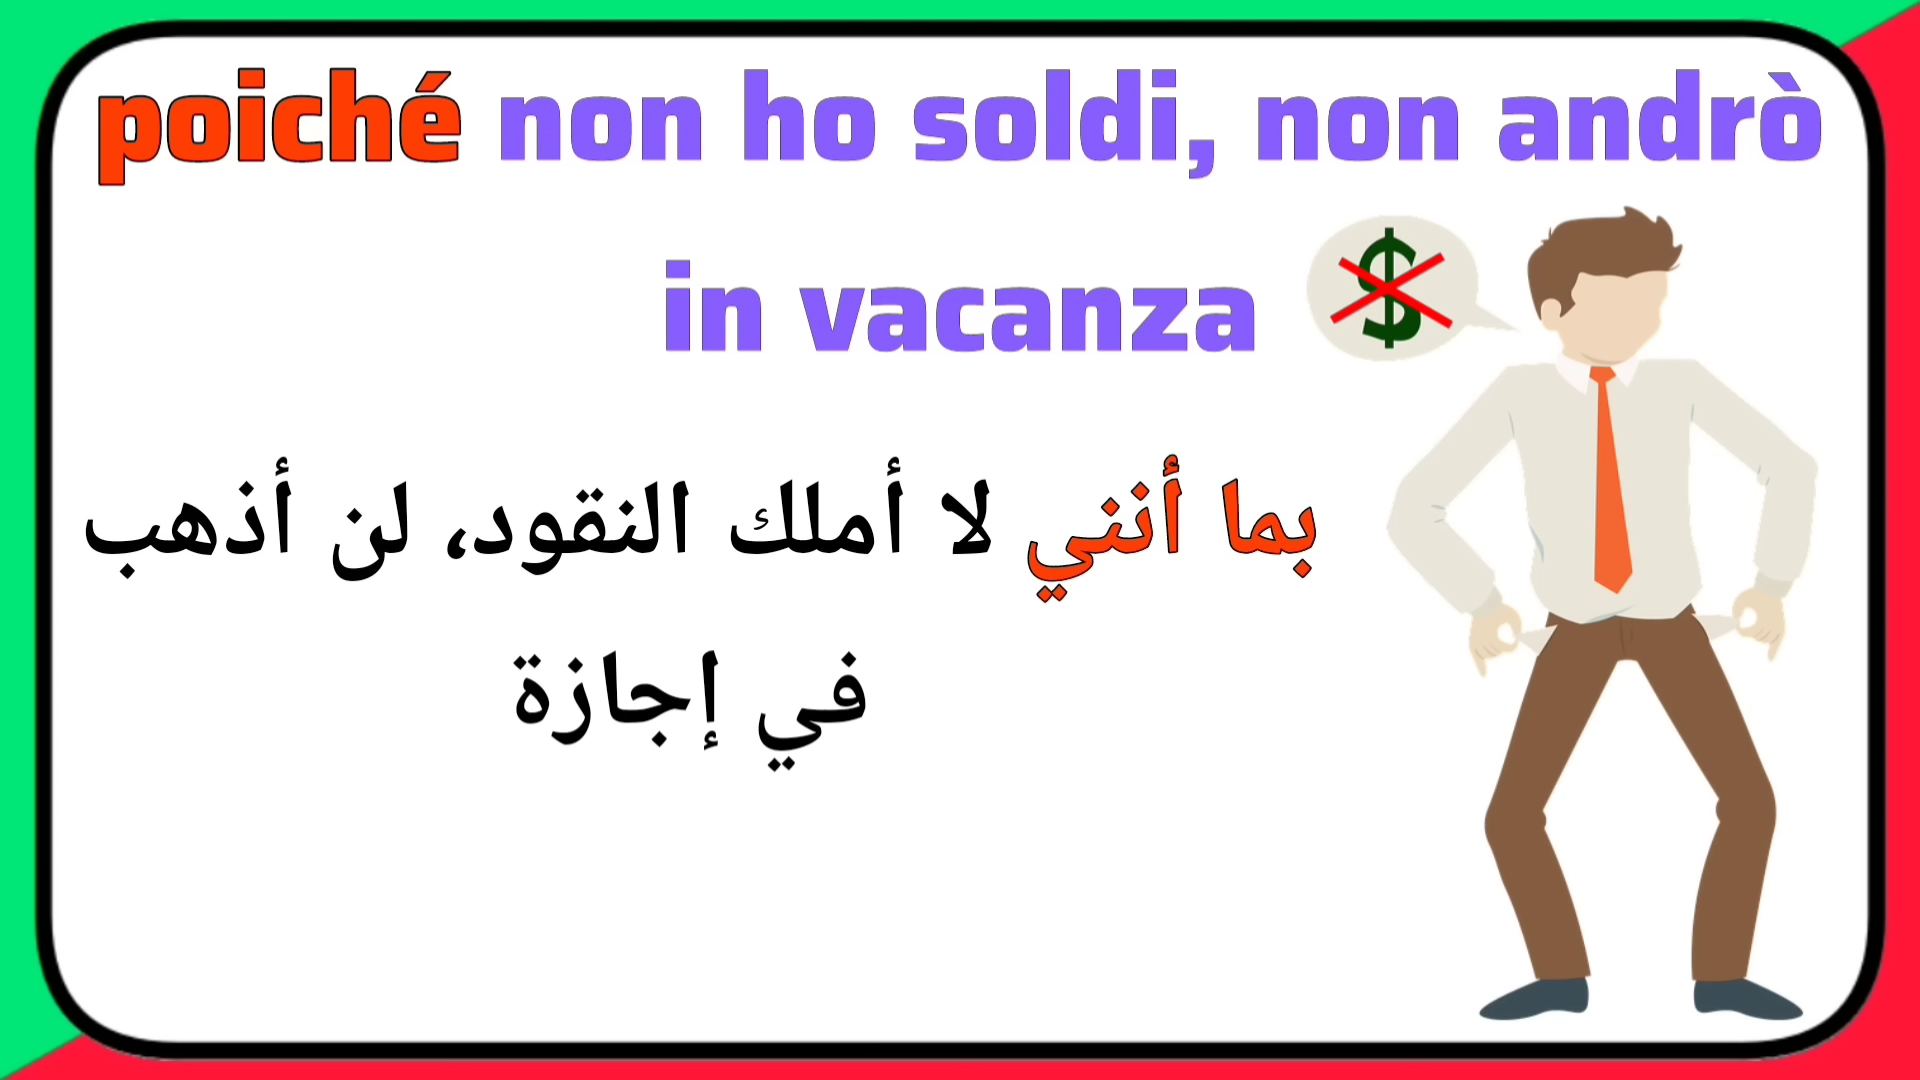 poiché non ho soldi, non andrò
in vacanza
$
بما أنني لا أملك النقود، لن أذهب
في إجازة